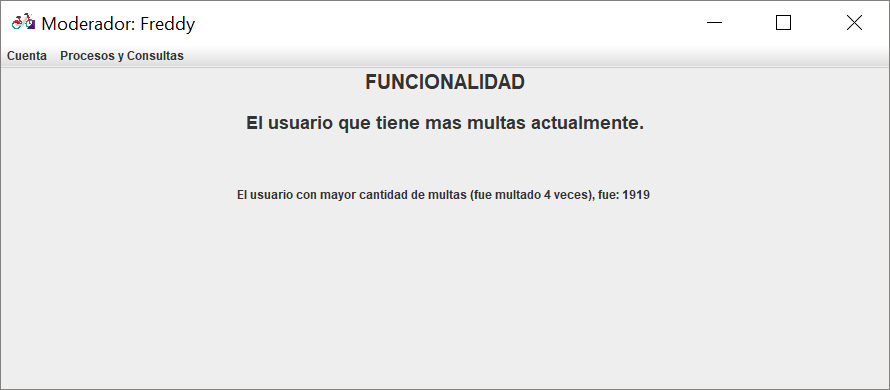 Moderador: Freddy
Cuenta Procesos y Consultas
FUNCIONALIDAD
El usuario que tiene mas multas actualmente.
El usuario con mayor cantidad de multas (fue multado 4 veces), fue: 1919